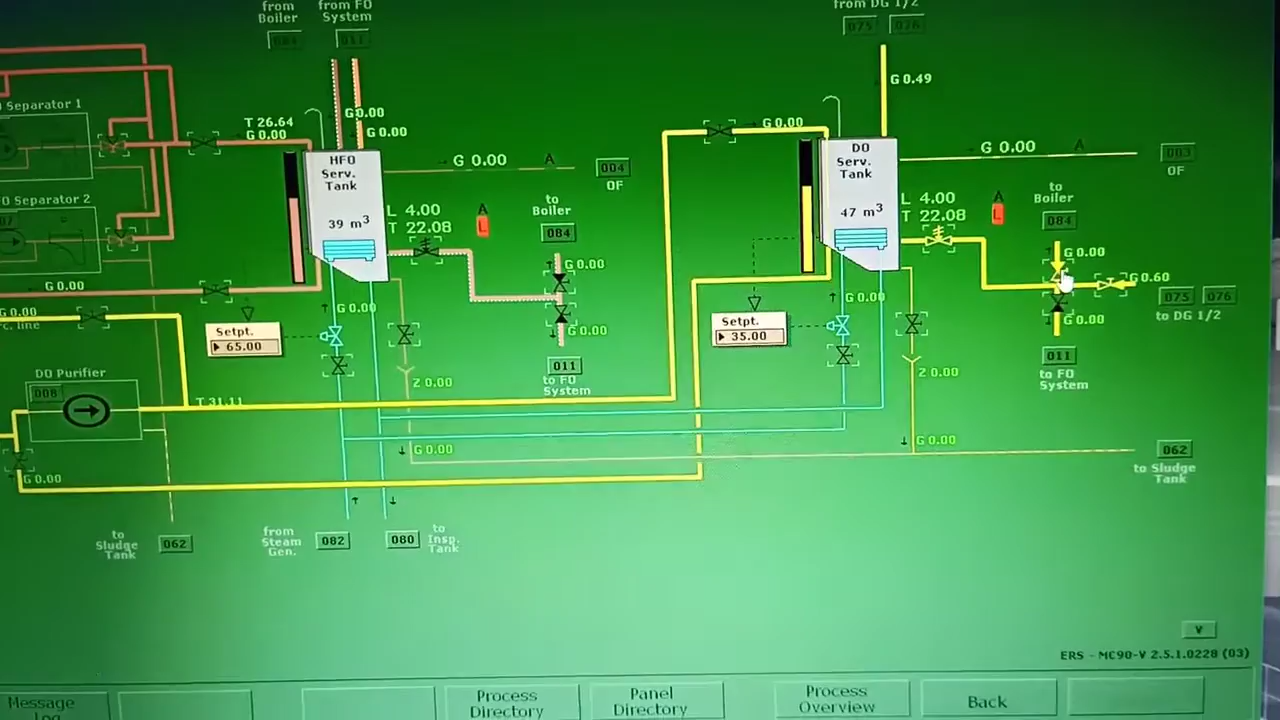 from
Boiler
084
from FO
System
011
from DG 1/2
075 076
G 0.49
O Separator 1
T 26.64
G 0.00
G 0.00
G 0.00
G 0.00
HFO
Serv.
Tank
39 m³
G 0.00
A
004
OF
DO
Serv.
Tank
47 m³
G 0.00
A
003
OF
O Separator 2
07
L 4.00
T 22.08
A
L
to
Boiler
084
G 0.00
G 0.00
011
to FO
System
L 4.00
T 22.08
A
L
to
Boiler
084
G 0.00
G 0.60
075 076
to DG 1/2
G 0.00
011
to FO
System
G 0.00
G 0.00
rc. line
G 0.00
Setpt.
65.00
G 0.00
Setpt.
35.00
DO Purifier
008
T 31.11
Z 0.00
Z 0.00
G 0.00
G 0.00
G 0.00
062
to Sludge
Tank
to
Sludge
Tank
062
from
Steam
Gen.
082
080
to
Insp.
Tank
V
ERS - MC90-V 2.5.1.0228 (03)
Message
Log
Process
Directory
Panel
Directory
Process
Overview
Back